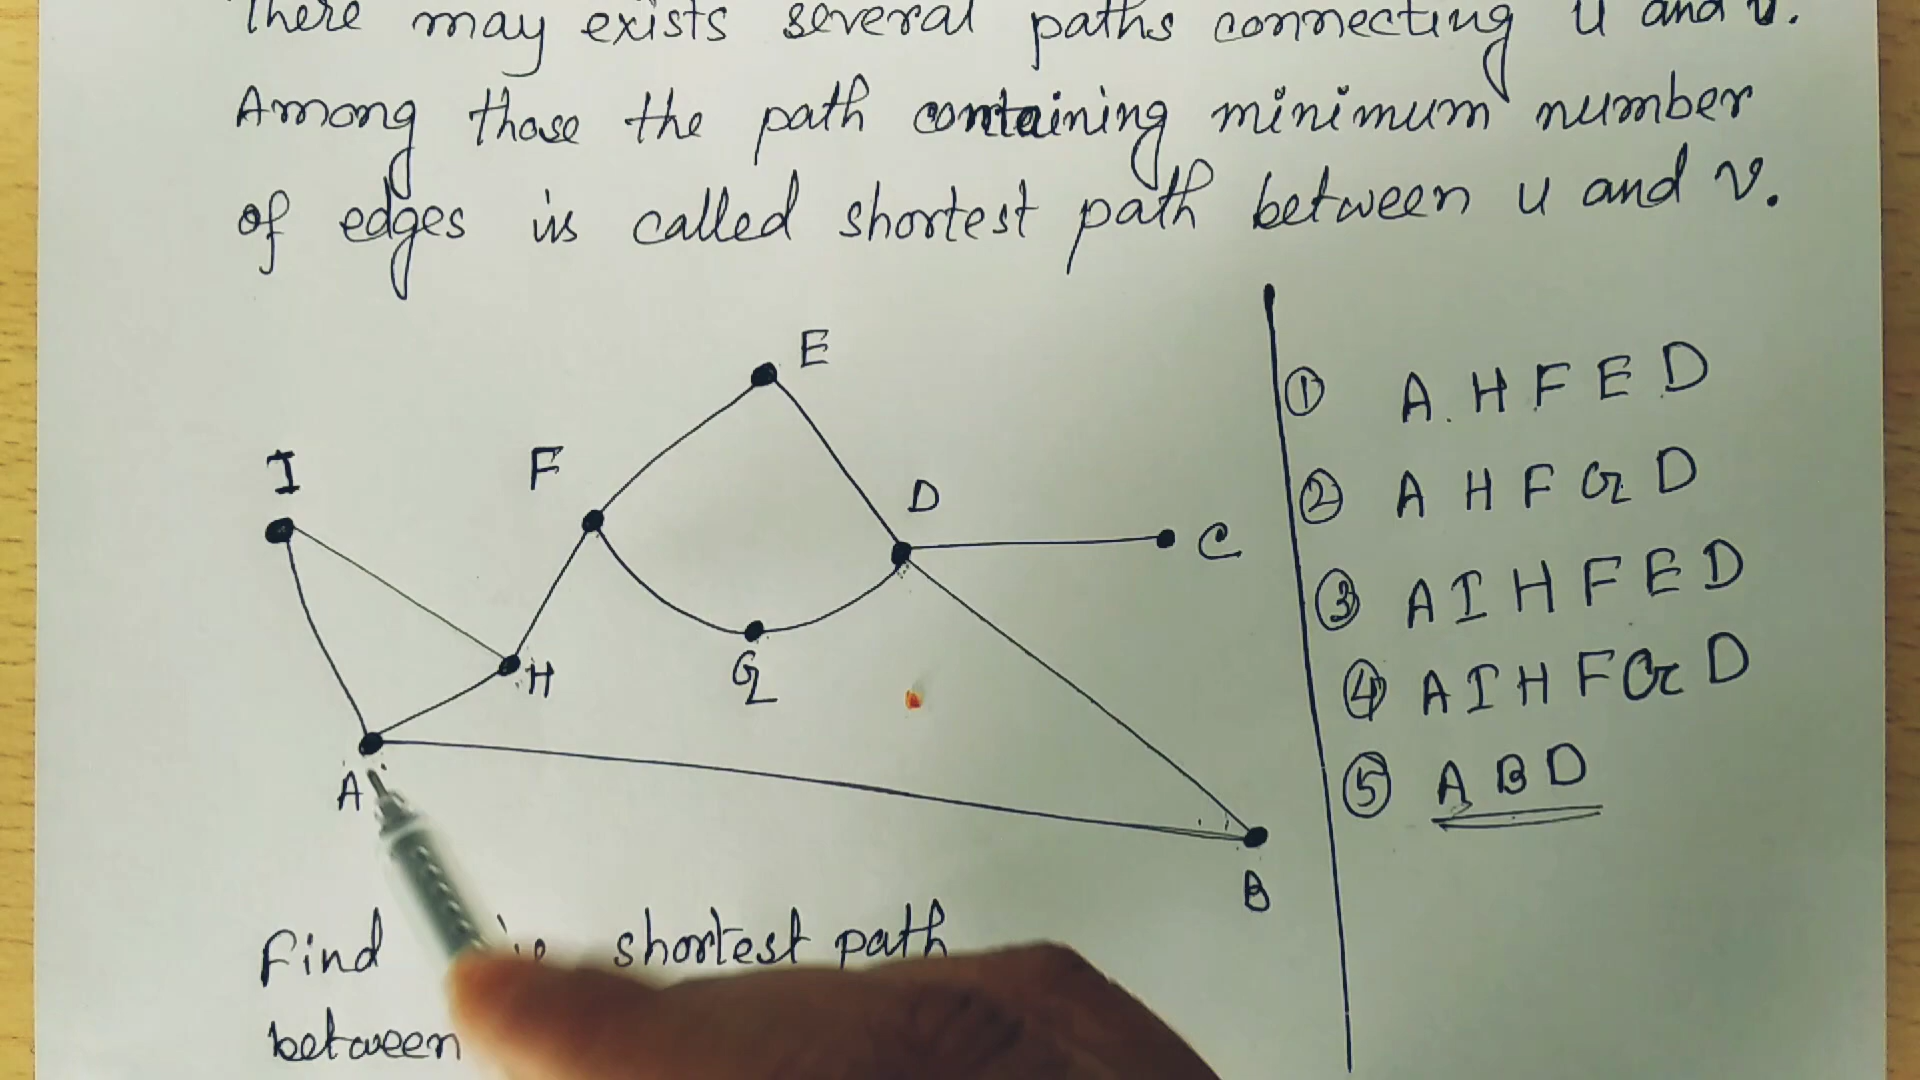 There may exists several paths connecting u and v.
Among those the path containing minimum number
of edges is called shortest path between u and v.
E
I
F
D
C
H
G
A
B
① A H F E D
② A H F G D
③ A I H F E D
④ A I H F G D
⑤ A B D
Find shortest path
between